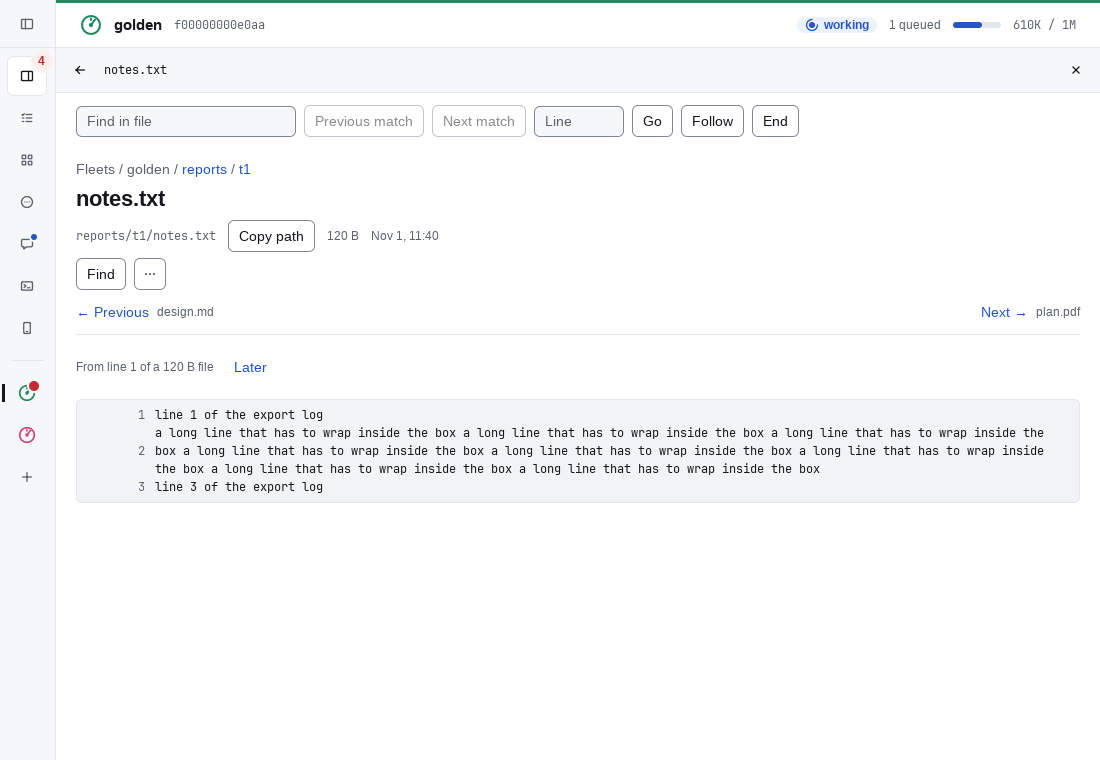 golden f00000000e0aa working 1 queued 610K / 1M
4
notes.txt
Find in file Previous match Next match Line Go Follow End
Fleets / golden / reports / t1
notes.txt
reports/t1/notes.txt Copy path 120 B Nov 1, 11:40
Find ···
← Previous design.md Next → plan.pdf
From line 1 of a 120 B file Later
1 line 1 of the export log
a long line that has to wrap inside the box a long line that has to wrap inside the box a long line that has to wrap inside the
2 box a long line that has to wrap inside the box a long line that has to wrap inside the box a long line that has to wrap inside
the box a long line that has to wrap inside the box a long line that has to wrap inside the box
3 line 3 of the export log